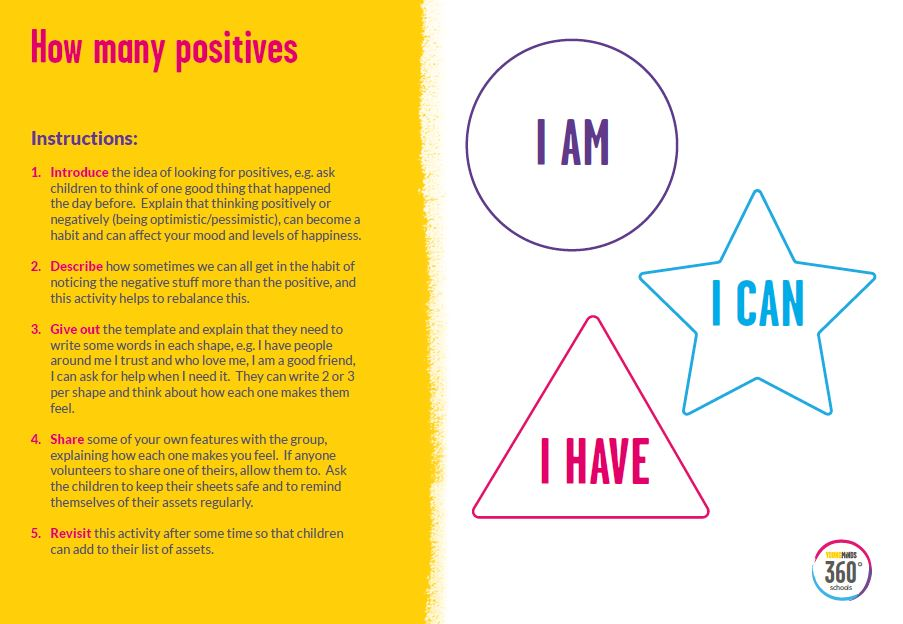 How many positives
Instructions:
1. Introduce the idea of looking for positives, e.g. ask
children to think of one good thing that happened
the day before. Explain that thinking positively or
negatively (being optimistic/pessimistic), can become a
habit and can affect your mood and levels of happiness.
2. Describe how sometimes we can all get in the habit of
noticing the negative stuff more than the positive, and
this activity helps to rebalance this.
3. Give out the template and explain that they need to
write some words in each shape, e.g. I have people
around me I trust and who love me, I am a good friend,
I can ask for help when I need it. They can write 2 or 3
per shape and think about how each one makes them
feel.
4. Share some of your own features with the group,
explaining how each one makes you feel. If anyone
volunteers to share one of theirs, allow them to. Ask
the children to keep their sheets safe and to remind
themselves of their assets regularly.
5. Revisit this activity after some time so that children
can add to their list of assets.
I AM
I CAN
I HAVE
YOUNGMINDS
360°
schools